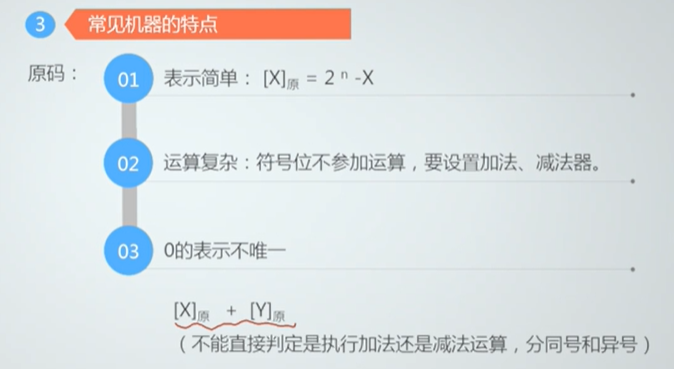 3 常见机器的特点
原码：
01 表示简单：[X]原 = 2 ⁿ -X
02 运算复杂：符号位不参加运算，要设置加法、减法器。
03 0的表示不唯一
[X]原 + [Y]原
（不能直接判定是执行加法还是减法运算，分同号和异号）